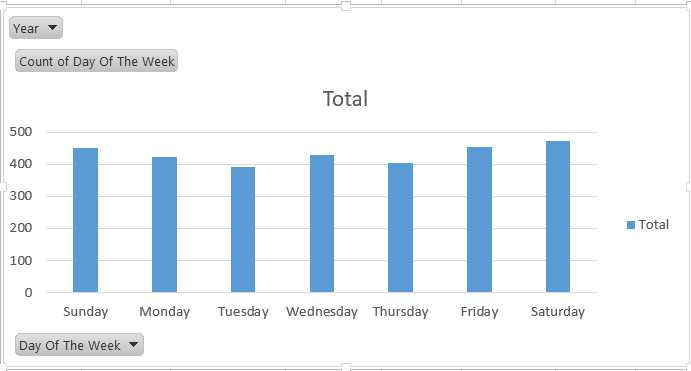 Year
Count of Day Of The Week
Total
500
400
300
200
100
0
Total
Sunday Monday Tuesday Wednesday Thursday Friday Saturday
Day Of The Week